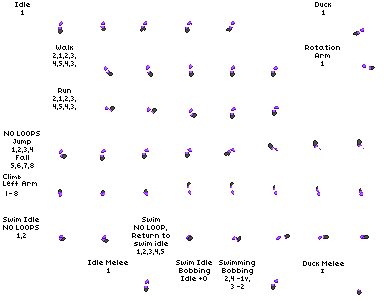 Idle
1
Duck
1
Walk
2,1,2,3,
4,5,4,3,
Rotation
Arm
1
Run
2,1,2,3,
4,5,4,3,
NO LOOPS
Jump
1,2,3,4
Fall
5,6,7,8
Climb
Left Arm
1-8
Swim Idle
NO LOOPS
1,2
Swim
NO LOOP,
Return to
swim idle
1,2,3,4,5
Swim Idle
Bobbing
Idle +0
Swimming
Bobbing
2,4 -1v,
3 -2
Idle Melee
1
Duck Melee
1